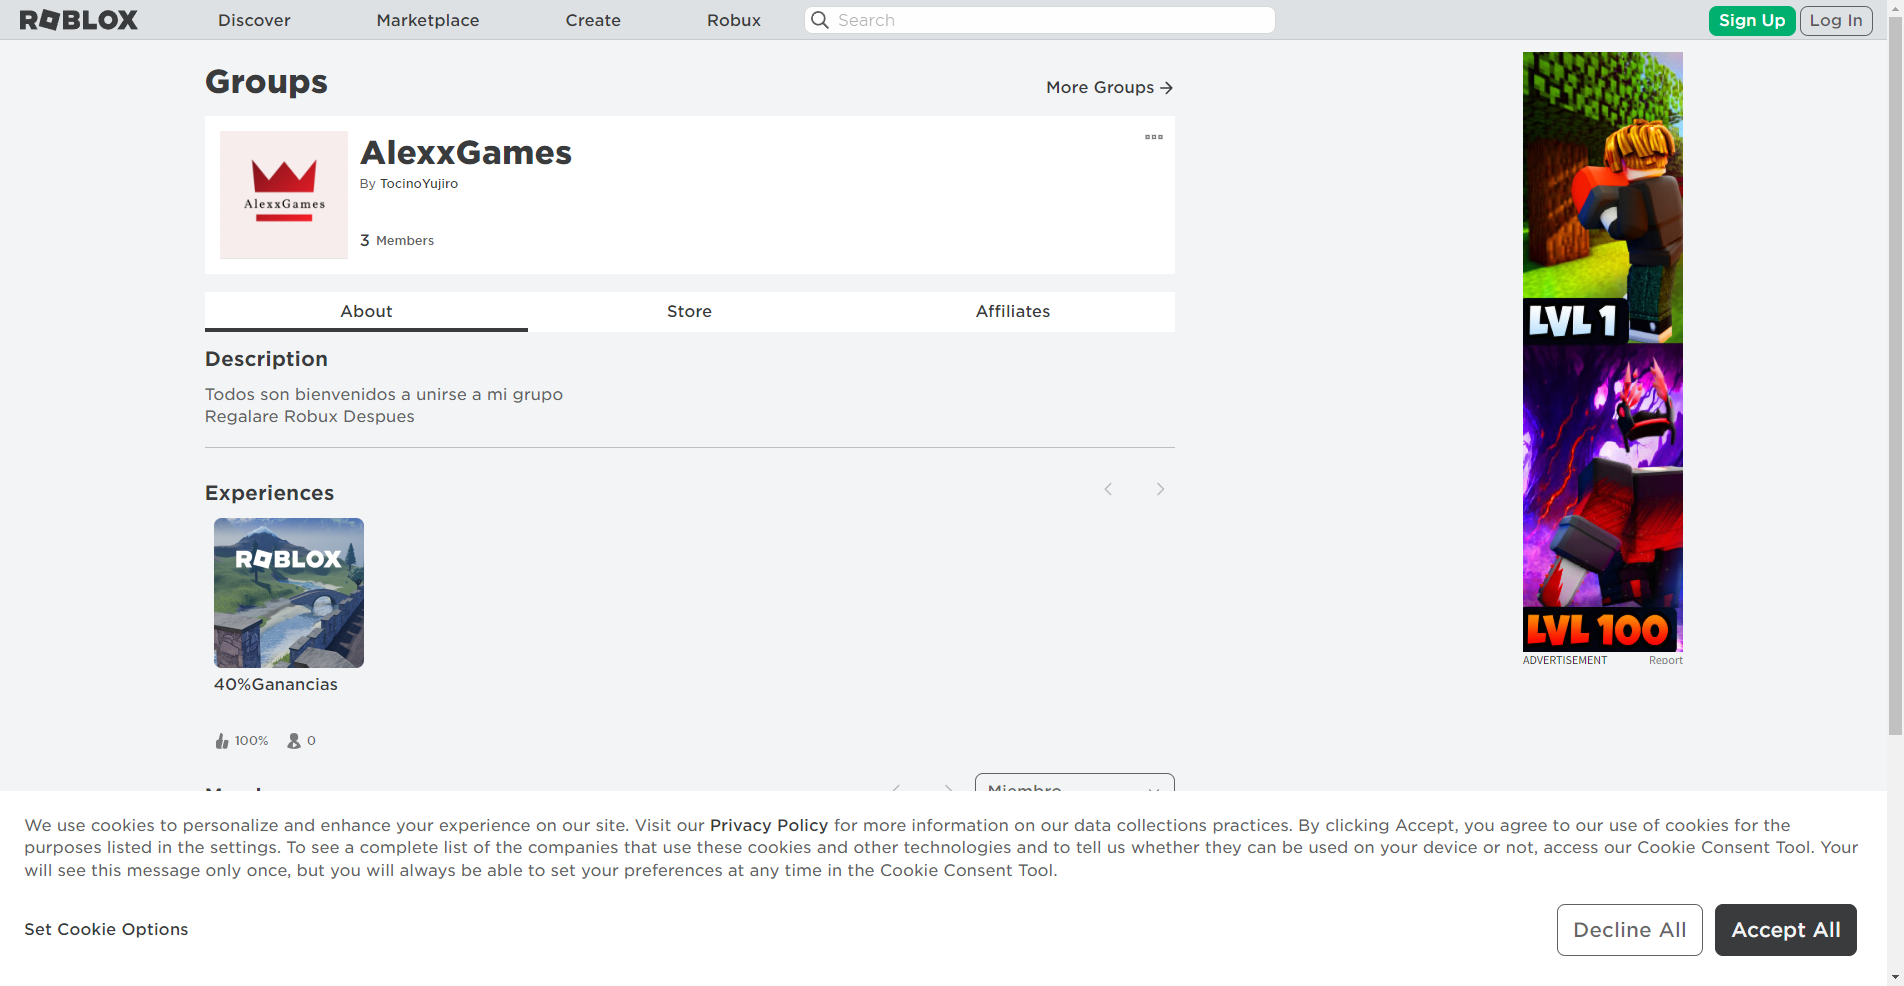 ROBLOX
Discover
Marketplace
Create
Robux
Search
Sign Up
Log In
Groups
More Groups
AlexxGames
AlexxGames
By TocinoYujiro
3 Members
About
Store
Affiliates
Description
Todos son bienvenidos a unirse a mi grupo
Regalare Robux Despues
Experiences
ROBLOX
40%Ganancias
100%
0
Miembro
LVL 1
LVL 100
ADVERTISEMENT
Report
We use cookies to personalize and enhance your experience on our site. Visit our Privacy Policy for more information on our data collections practices. By clicking Accept, you agree to our use of cookies for the
purposes listed in the settings. To see a complete list of the companies that use these cookies and other technologies and to tell us whether they can be used on your device or not, access our Cookie Consent Tool. Your
will see this message only once, but you will always be able to set your preferences at any time in the Cookie Consent Tool.
Set Cookie Options
Decline All
Accept All